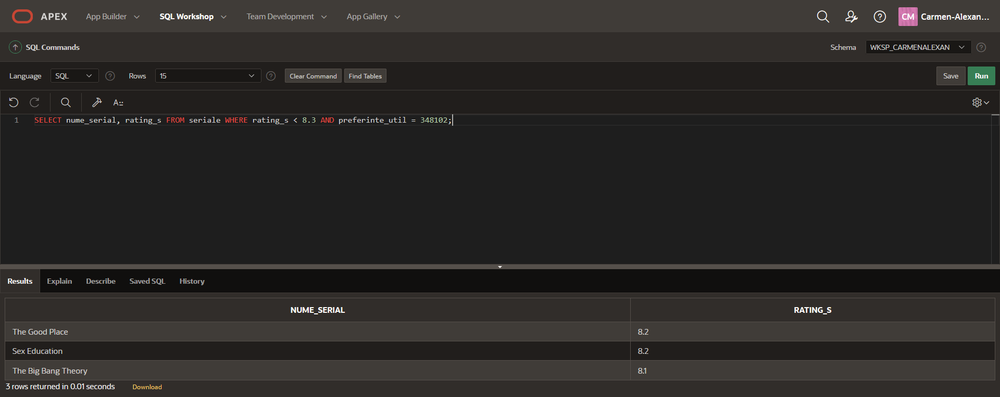 APEX App Builder SQL Workshop Team Development App Gallery CM Carmen-Alexan...
SQL Commands Schema WKSP_CARMENALEXAN
Language SQL Rows 15 Clear Command Find Tables Save Run
A
1 SELECT nume_serial, rating_s FROM seriale WHERE rating_s < 8.3 AND preferinte_util = 348102;
Results Explain Describe Saved SQL History
NUME_SERIAL RATING_S
The Good Place 8.2
Sex Education 8.2
The Big Bang Theory 8.1
3 rows returned in 0.01 seconds Download